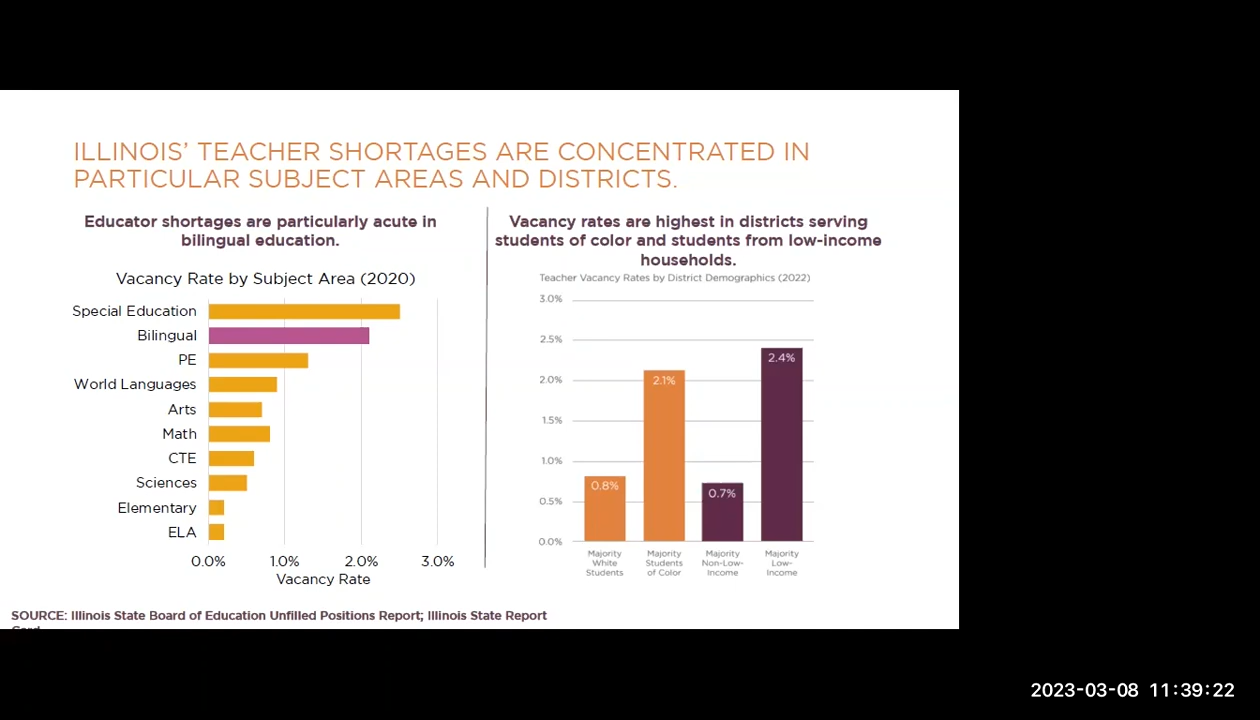 ILLINOIS’ TEACHER SHORTAGES ARE CONCENTRATED IN
PARTICULAR SUBJECT AREAS AND DISTRICTS.
Educator shortages are particularly acute in
bilingual education.
Vacancy Rate by Subject Area (2020)
Special Education
Bilingual
PE
World Languages
Arts
Math
CTE
Sciences
Elementary
ELA
0.0% 1.0% 2.0% 3.0%
Vacancy Rate
Vacancy rates are highest in districts serving
students of color and students from low-income
households.
Teacher Vacancy Rates by District Demographics (2022)
3.0%
2.5%
2.0%
1.5%
1.0%
0.5%
0.0%
0.8%
2.1%
0.7%
2.4%
Majority
White
Students
Majority
Students
of Color
Majority
Non-Low-
Income
Majority
Low-
Income
SOURCE: Illinois State Board of Education Unfilled Positions Report; Illinois State Report
Card
2023-03-08 11:39:22